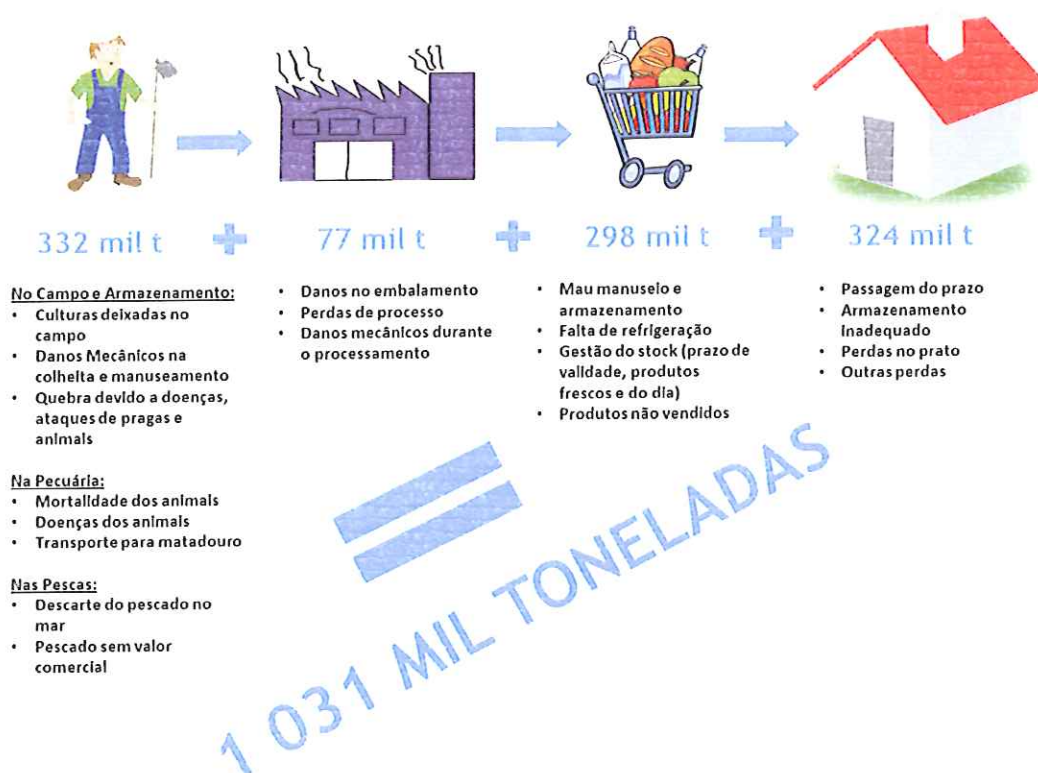 332 mil t + 77 mil t + 298 mil t + 324 mil t
No Campo e Armazenamento:
• Culturas deixadas no
campo
• Danos Mecânicos na
colheita e manuseamento
• Quebra devido a doenças,
ataques de pragas e
animais
Na Pecuária:
• Mortalidade dos animais
• Doenças dos animais
• Transporte para matadouro
Nas Pescas:
• Descarte do pescado no
mar
• Pescado sem valor
comercial
• Danos no embalamento
• Perdas de processo
• Danos mecânicos durante
o processamento
• Mau manuseio e
armazenamento
• Falta de refrigeração
• Gestão do stock (prazo de
validade, produtos
frescos e do dia)
• Produtos não vendidos
• Passagem do prazo
• Armazenamento
Inadequado
• Perdas no prato
• Outras perdas
=
1 031 MIL TONELADAS